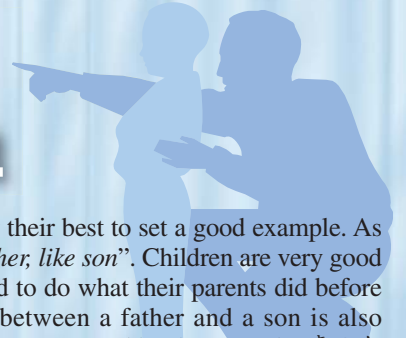 their best to set a good example. As
her, like son”. Children are very good
d to do what their parents did before
between a father and a son is also